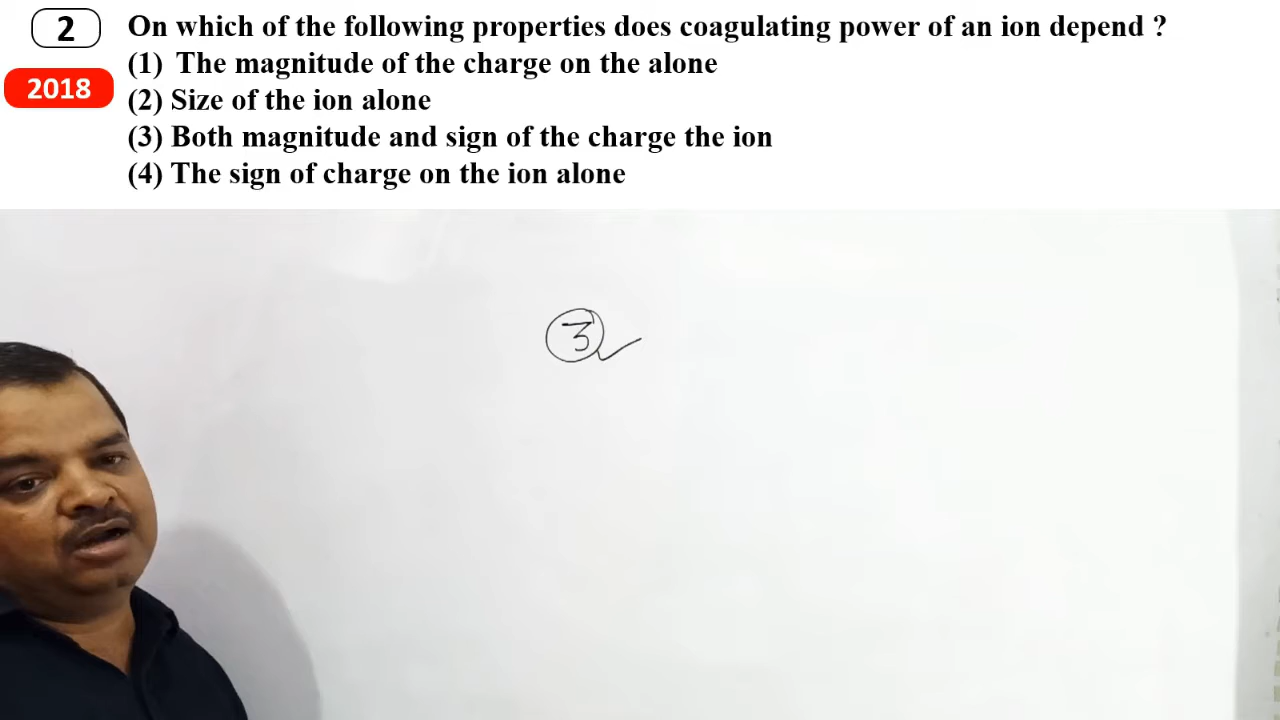 2
On which of the following properties does coagulating power of an ion depend ?
2018
(1) The magnitude of the charge on the alone
(2) Size of the ion alone
(3) Both magnitude and sign of the charge the ion
(4) The sign of charge on the ion alone
3